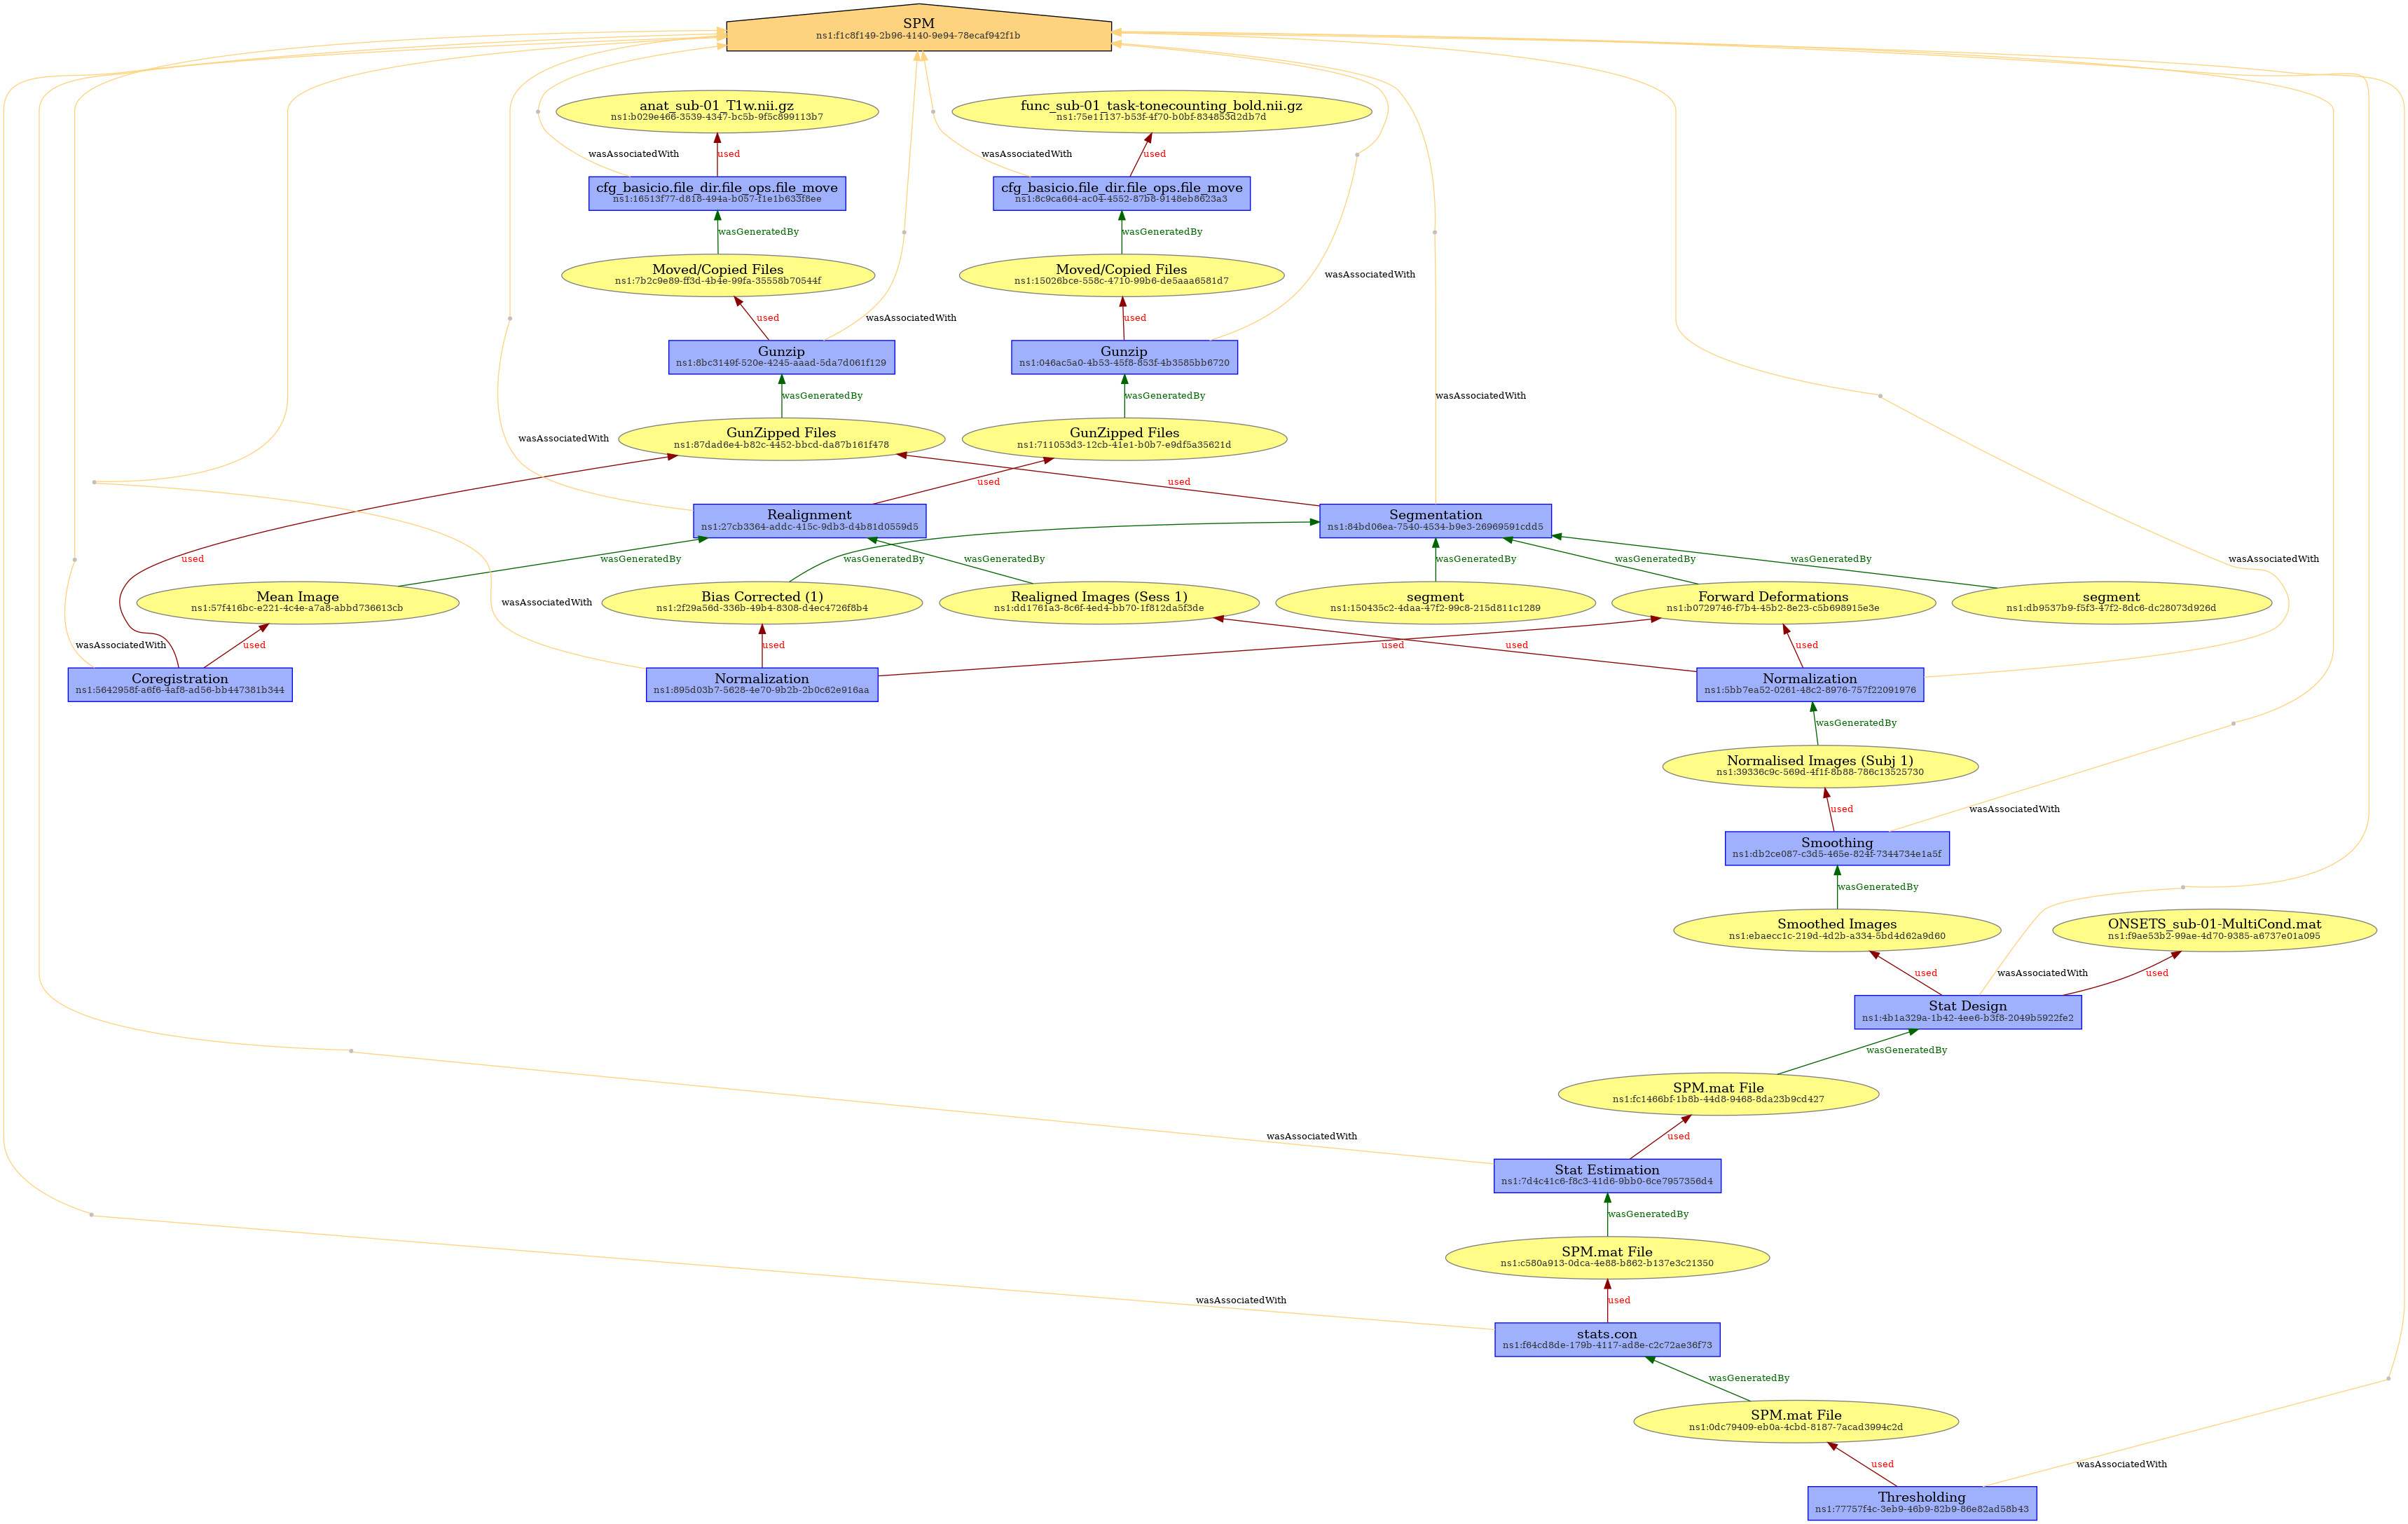 SPM
ns1:f1c8f149-2b96-4140-9e94-78ecaf942f1b
anat_sub-01_T1w.nii.gz
ns1:b029e466-3539-4347-bc5b-9f5c899113b7
func_sub-01_task-tonecounting_bold.nii.gz
ns1:75e11137-b53f-4f70-b0bf-834853d2db7d
wasAssociatedWith
used
wasAssociatedWith
used
cfg_basicio.file_dir.file_ops.file_move
ns1:16513f77-d818-494a-b057-f1e1b633f8ee
cfg_basicio.file_dir.file_ops.file_move
ns1:8c9ca664-ac04-4552-87b8-9148eb8623a3
wasGeneratedBy
wasGeneratedBy
Moved/Copied Files
ns1:7b2c9e89-ff3d-4b4e-99fa-35558b70544f
Moved/Copied Files
ns1:15026bce-558c-4710-99b6-de5aaa6581d7
wasAssociatedWith
used
wasAssociatedWith
used
Gunzip
ns1:8bc3149f-520e-4245-aaad-5da7d061f129
Gunzip
ns1:046ac5a0-4b53-45f8-853f-4b3585bb6720
wasGeneratedBy
wasGeneratedBy
wasAssociatedWith
GunZipped Files
ns1:87dad6e4-b82c-4452-bbcd-da87b161f478
GunZipped Files
ns1:711053d3-12cb-41e1-b0b7-e9df5a35621d
wasAssociatedWith
used
used
Realignment
ns1:27cb3364-addc-415c-9db3-d4b81d0559d5
Segmentation
ns1:84bd06ea-7540-4534-b9e3-26969591cdd5
used
wasGeneratedBy
wasGeneratedBy
wasGeneratedBy
wasGeneratedBy
wasGeneratedBy
wasGeneratedBy
wasAssociatedWith
Mean Image
ns1:57f416bc-e221-4c4e-a7a8-abbd736613cb
wasAssociatedWith
Bias Corrected (1)
ns1:2f29a56d-336b-49b4-8308-d4ec4726f8b4
Realigned Images (Sess 1)
ns1:dd1761a3-8c6f-4ed4-bb70-1f812da5f3de
segment
ns1:150435c2-4daa-47f2-99c8-215d811c1289
Forward Deformations
ns1:b0729746-f7b4-45b2-8e23-c5b698915e3e
segment
ns1:db9537b9-f5f3-47f2-8dc6-dc28073d926d
wasAssociatedWith
used
used
used
used
used
Coregistration
ns1:5642958f-a6f6-4af8-ad56-bb447381b344
Normalization
ns1:895d03b7-5628-4e70-9b2b-2b0c62e916aa
Normalization
ns1:5bb7ea52-0261-48c2-8976-757f22091976
wasGeneratedBy
Normalised Images (Subj 1)
ns1:39336c9c-569d-4f1f-8b88-786c13525730
used
wasAssociatedWith
Smoothing
ns1:db2ce087-c3d5-465e-824f-7344734e1a5f
wasGeneratedBy
Smoothed Images
ns1:ebaecc1c-219d-4d2b-a334-5bd4d62a9d60
ONSETS_sub-01-MultiCond.mat
ns1:f9ae53b2-99ae-4d70-9385-a6737e01a095
used
wasAssociatedWith
used
Stat Design
ns1:4b1a329a-1b42-4ee6-b3f8-2049b5922fe2
wasGeneratedBy
SPM.mat File
ns1:fc1466bf-1b8b-44d8-9468-8da23b9cd427
wasAssociatedWith
used
Stat Estimation
ns1:7d4c41c6-f8c3-41d6-9bb0-6ce7957356d4
wasGeneratedBy
SPM.mat File
ns1:c580a913-0dca-4e88-b862-b137e3c21350
wasAssociatedWith
used
stats.con
ns1:f64cd8de-179b-4117-ad8e-c2c72ae36f73
wasGeneratedBy
SPM.mat File
ns1:0dc79409-eb0a-4cbd-8187-7acad3994c2d
used
wasAssociatedWith
Thresholding
ns1:77757f4c-3eb9-46b9-82b9-86e82ad58b43